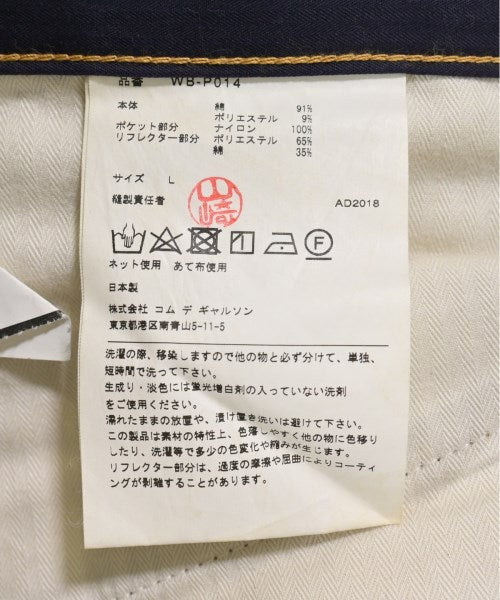 品番 WB-P014
本体 綿 91%
ポリエステル 9%
ポケット部分 ナイロン 100%
リフレクター部分 ポリエステル 65%
綿 35%
サイズ L
縫製責任者 山崎 AD2018
ネット使用 あて布使用
日本製
株式会社 コム デ ギャルソン
東京都港区南青山5-11-5
洗濯の際、移染しますので他の物と必ず分けて、単独、
短時間で洗って下さい。
生成り・淡色には蛍光増白剤の入っていない洗剤
をご使用ください。
濡れたままの放置や、漬け置き洗いは避けて下さい。
この製品は素材の特性上、色落しやすく他の物に色移り
したり、洗濯等で多少の色変化や縮みが生じます。
リフレクター部分は、過度の摩擦や屈曲によりコーティ
ングが剥離することがあります。